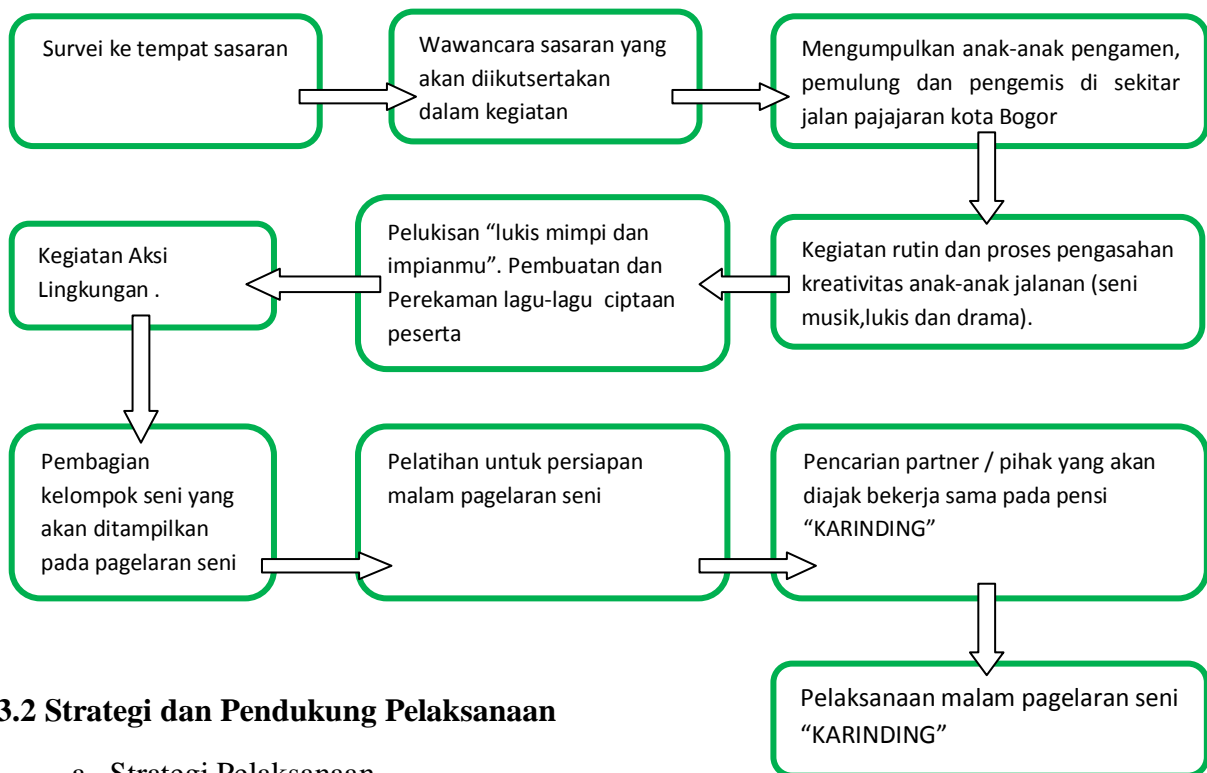 Survei ke tempat sasaran
Wawancara sasaran yang
akan diikutsertakan
dalam kegiatan
Mengumpulkan anak-anak pengamen,
pemulung dan pengemis di sekitar
jalan pajajaran kota Bogor
Kegiatan rutin dan proses pengasahan
kreativitas anak-anak jalanan (seni
musik,lukis dan drama).
Pelukisan “lukis mimpi dan
impianmu”. Pembuatan dan
Perekaman lagu-lagu ciptaan
peserta
Kegiatan Aksi
Lingkungan .
Pembagian
kelompok seni yang
akan ditampilkan
pada pagelaran seni
Pelatihan untuk persiapan
malam pagelaran seni
Pencarian partner / pihak yang akan
diajak bekerja sama pada pensi
“KARINDING”
Pelaksanaan malam pagelaran seni
“KARINDING”
3.2 Strategi dan Pendukung Pelaksanaan
a. Strategi Pelaksanaan